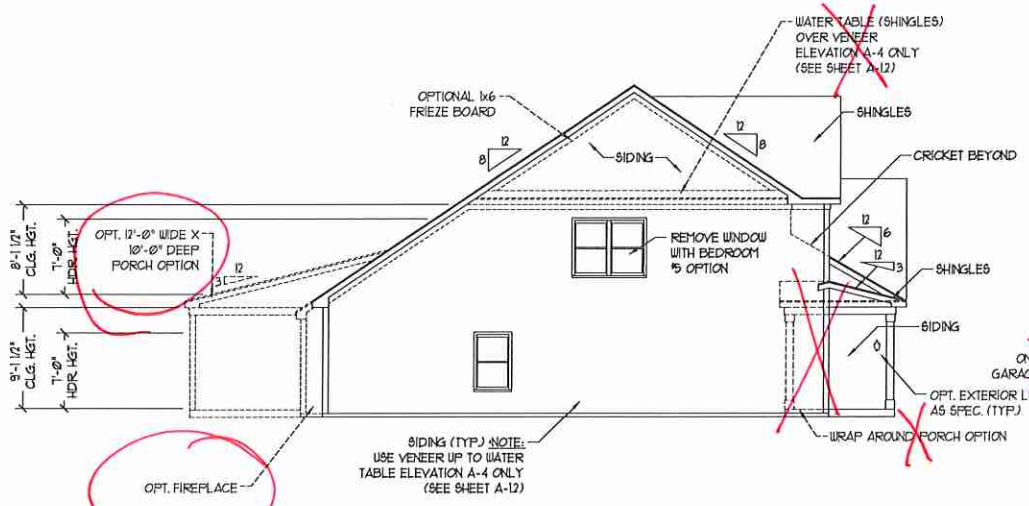 WATER TABLE (SHINGLES)
OVER VENEER
ELEVATION A-4 ONLY
(SEE SHEET A-1.2)
OPTIONAL 1x6
FRIEZE BOARD
SHINGLES
12
8
12
8
SIDING
CRICKET BEYOND
8'-1 1/2"
CLG. HGT.
7'-0"
HDR. HGT.
OPT. 12'-0" WIDE X
10'-0" DEEP
PORCH OPTION
12
3
REMOVE WINDOW
WITH BEDROOM
#5 OPTION
12
6
12
3
SHINGLES
9'-1 1/2"
CLG. HGT.
7'-0"
HDR. HGT.
SIDING
GARAG
OPT. EXTERIOR L
AS SPEC. (TYP.)
WRAP AROUND PORCH OPTION
SIDING (TYP.) NOTE:
USE VENEER UP TO WATER
TABLE ELEVATION A-4 ONLY
(SEE SHEET A-1.2)
OPT. FIREPLACE